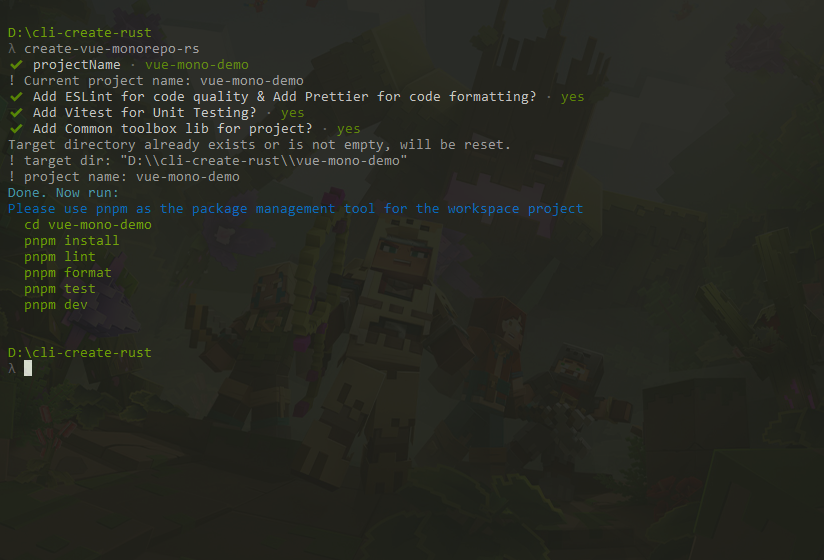 D:\cli-create-rust
λ create-vue-monorepo-rs
✔ projectName · vue-mono-demo
! Current project name: vue-mono-demo
✔ Add ESLint for code quality & Add Prettier for code formatting? · yes
✔ Add Vitest for Unit Testing? · yes
✔ Add Common toolbox lib for project? · yes
Target directory already exists or is not empty, will be reset.
! target dir: "D:\\cli-create-rust\\vue-mono-demo"
! project name: vue-mono-demo
Done. Now run:
Please use pnpm as the package management tool for the workspace project
cd vue-mono-demo
pnpm install
pnpm lint
pnpm format
pnpm test
pnpm dev
D:\cli-create-rust
λ